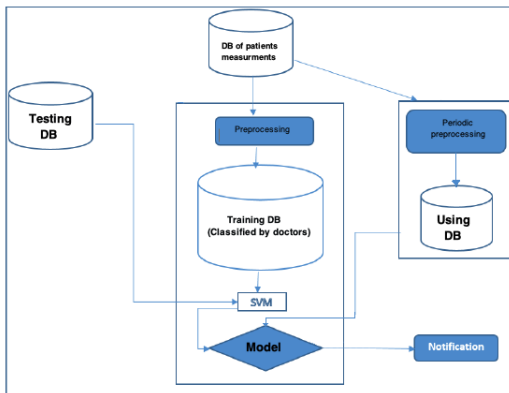 DB of patients
measurments
Testing
DB
Preprocessing
Periodic
preprocessing
Training DB
(Classified by doctors)
Using
DB
SVM
Model
Notification